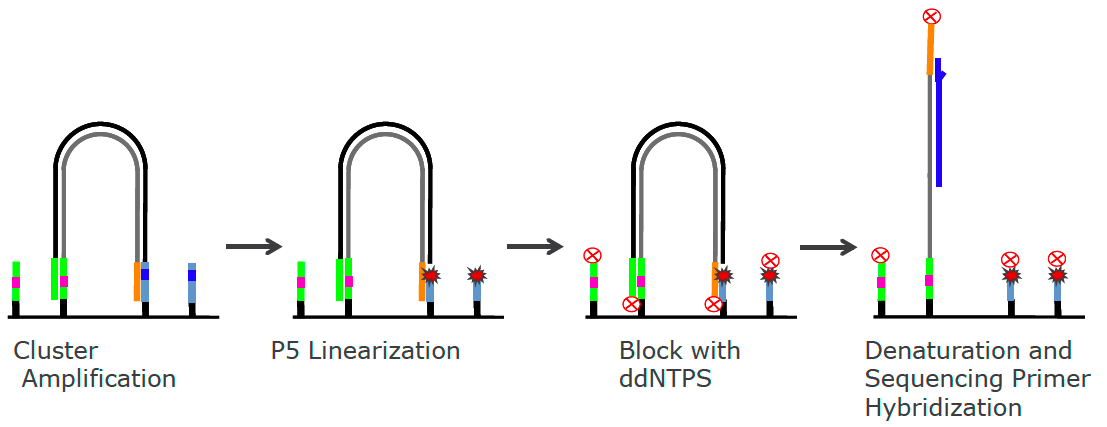 Cluster
Amplification
P5 Linearization
Block with
ddNTPS
Denaturation and
Sequencing Primer
Hybridization